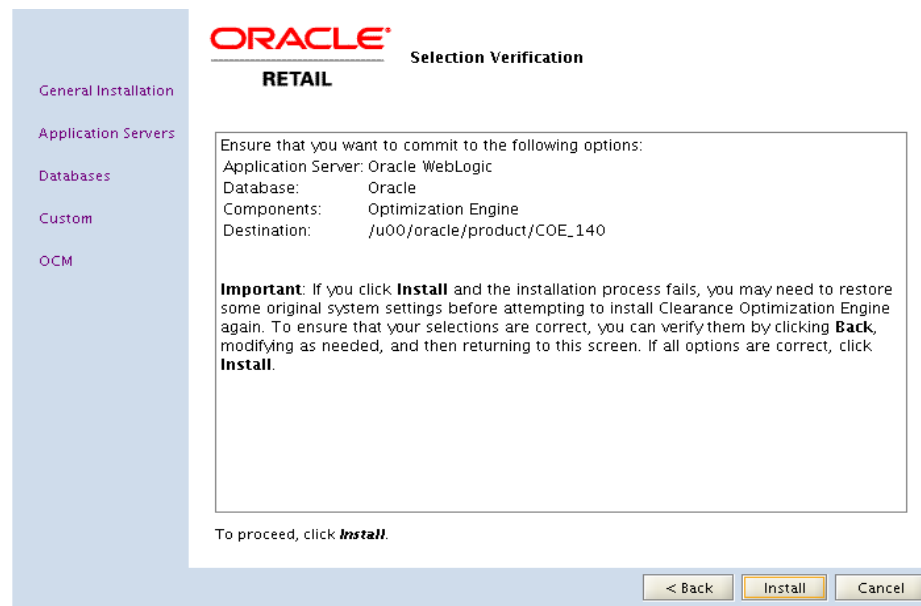 ORACLE
RETAIL
Selection Verification
General Installation
Application Servers
Databases
Custom
OCM
Ensure that you want to commit to the following options:
Application Server: Oracle WebLogic
Database: Oracle
Components: Optimization Engine
Destination: /u00/oracle/product/COE_140
Important: If you click Install and the installation process fails, you may need to restore
some original system settings before attempting to install Clearance Optimization Engine
again. To ensure that your selections are correct, you can verify them by clicking Back,
modifying as needed, and then returning to this screen. If all options are correct, click
Install.
To proceed, click Install.
< Back
Install
Cancel